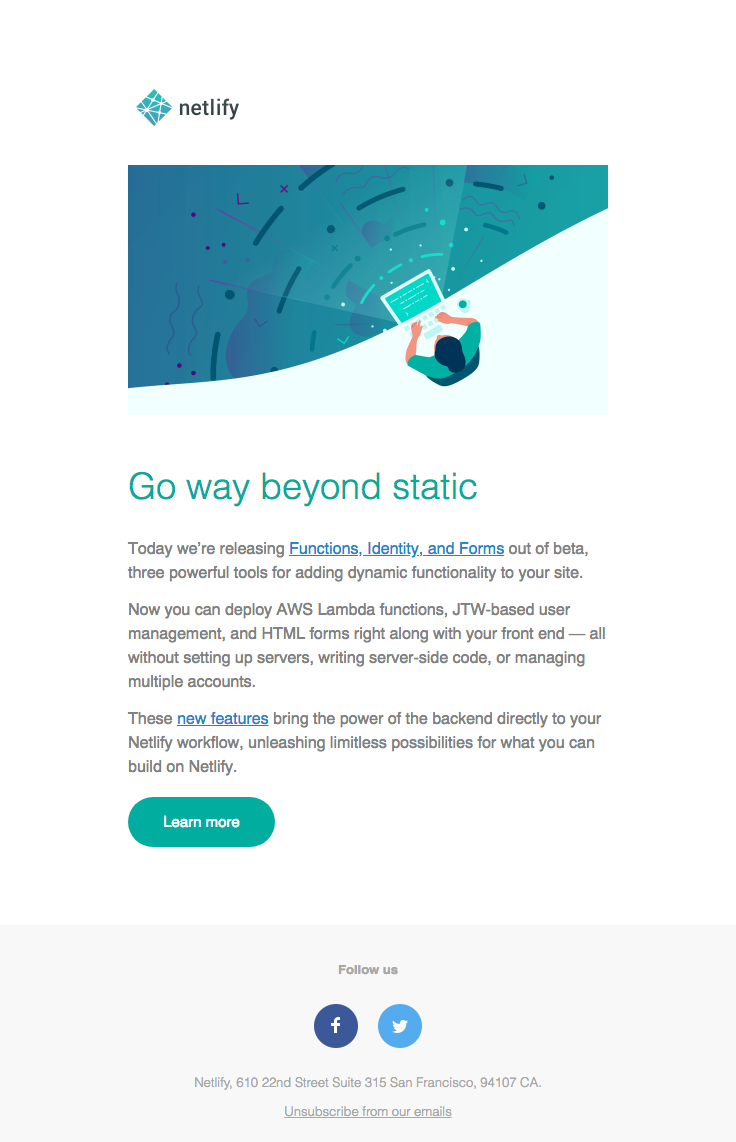 netlify
Go way beyond static
Today we’re releasing Functions, Identity, and Forms out of beta,
three powerful tools for adding dynamic functionality to your site.
Now you can deploy AWS Lambda functions, JTW-based user
management, and HTML forms right along with your front end — all
without setting up servers, writing server-side code, or managing
multiple accounts.
These new features bring the power of the backend directly to your
Netlify workflow, unleashing limitless possibilities for what you can
build on Netlify.
Learn more
Follow us
Netlify, 610 22nd Street Suite 315 San Francisco, 94107 CA.
Unsubscribe from our emails